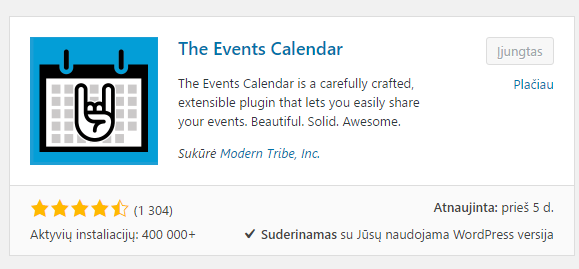 The Events Calendar
Įjungtas
Plačiau
The Events Calendar is a carefully crafted,
extensible plugin that lets you easily share
your events. Beautiful. Solid. Awesome.
Sukūrė Modern Tribe, Inc.
(1 304)
Atnaujinta: prieš 5 d.
Aktyvių instaliacijų: 400 000+
Suderinamas su Jūsų naudojama WordPress versija